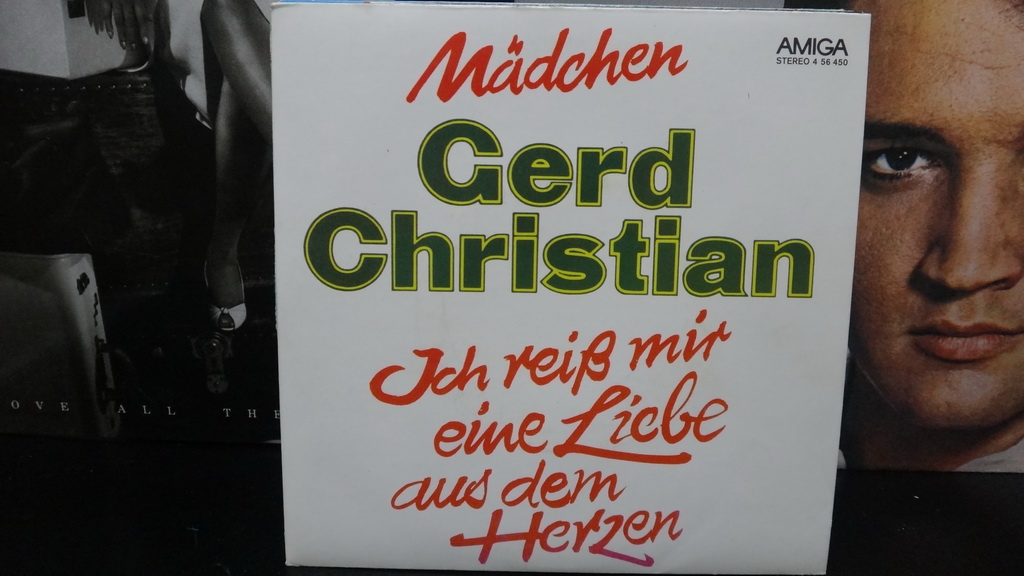 Mädchen
AMIGA
STEREO 4 56 450
Gerd
Christian
Ich reiß mir
eine Liebe
aus dem
Herzen
OVE ALL THE